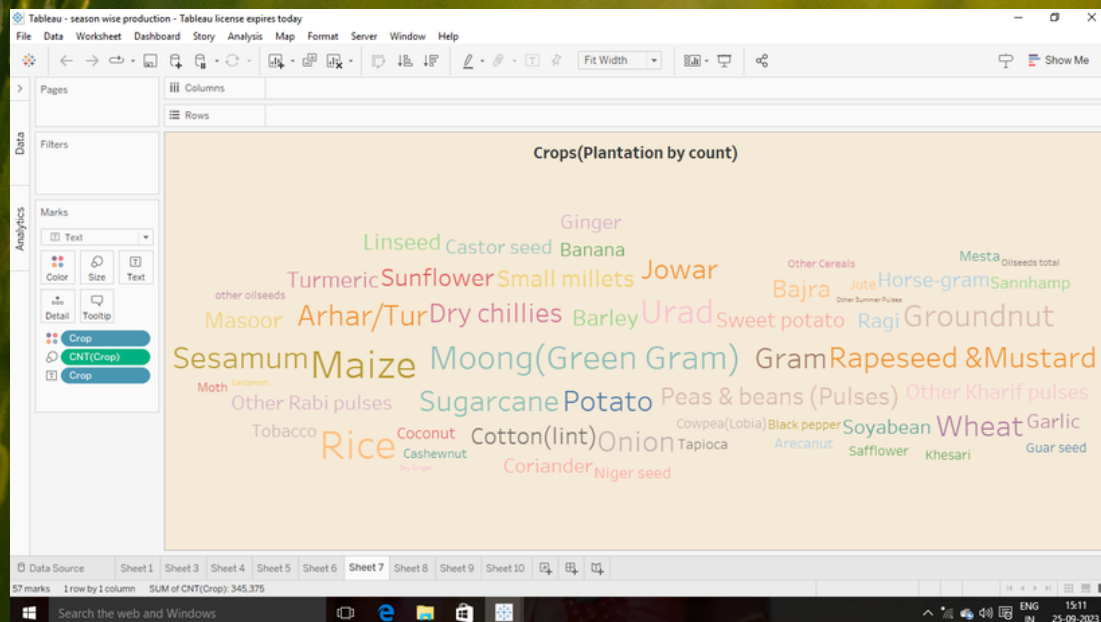 Tableau - season wise production - Tableau license expires today
File Data Worksheet Dashboard Story Analysis Map Format Server Window Help
Fit Width
Show Me
Pages
Columns
Rows
Data
Filters
Analytics
Marks
Text
Color Size Text
Detail Tooltip
Crop
CNT(Crop)
Crop
Crops(Plantation by count)
Ginger
Linseed Castor seed Banana
Mesta Oilseeds total
Turmeric Sunflower Small millets Jowar Other Cereals
other oilseeds Bajra Jute Horse-gram Sannhamp
Other Summer Pulses
Masoor Arhar/Tur Dry chillies Barley Urad Sweet potato Ragi Groundnut
Sesamum Maize Moong(Green Gram) Gram Rapeseed &Mustard
Moth Cardamom
Other Rabi pulses Sugarcane Potato Peas & beans (Pulses) Other Kharif pulses
Tobacco Rice Coconut Cotton(lint) Onion Cowpea(Lobia) Black pepper Soyabean Wheat Garlic
Cashewnut Tapioca Arecanut Safflower Khesari Guar seed
Dry Ginger Coriander Niger seed
Data Source Sheet 1 Sheet 3 Sheet 4 Sheet 5 Sheet 6 Sheet 7 Sheet 8 Sheet 9 Sheet 10
57 marks 1 row by 1 column SUM of CNT(Crop): 345,375
Search the web and Windows
ENG 15:11
IN 25-09-2023